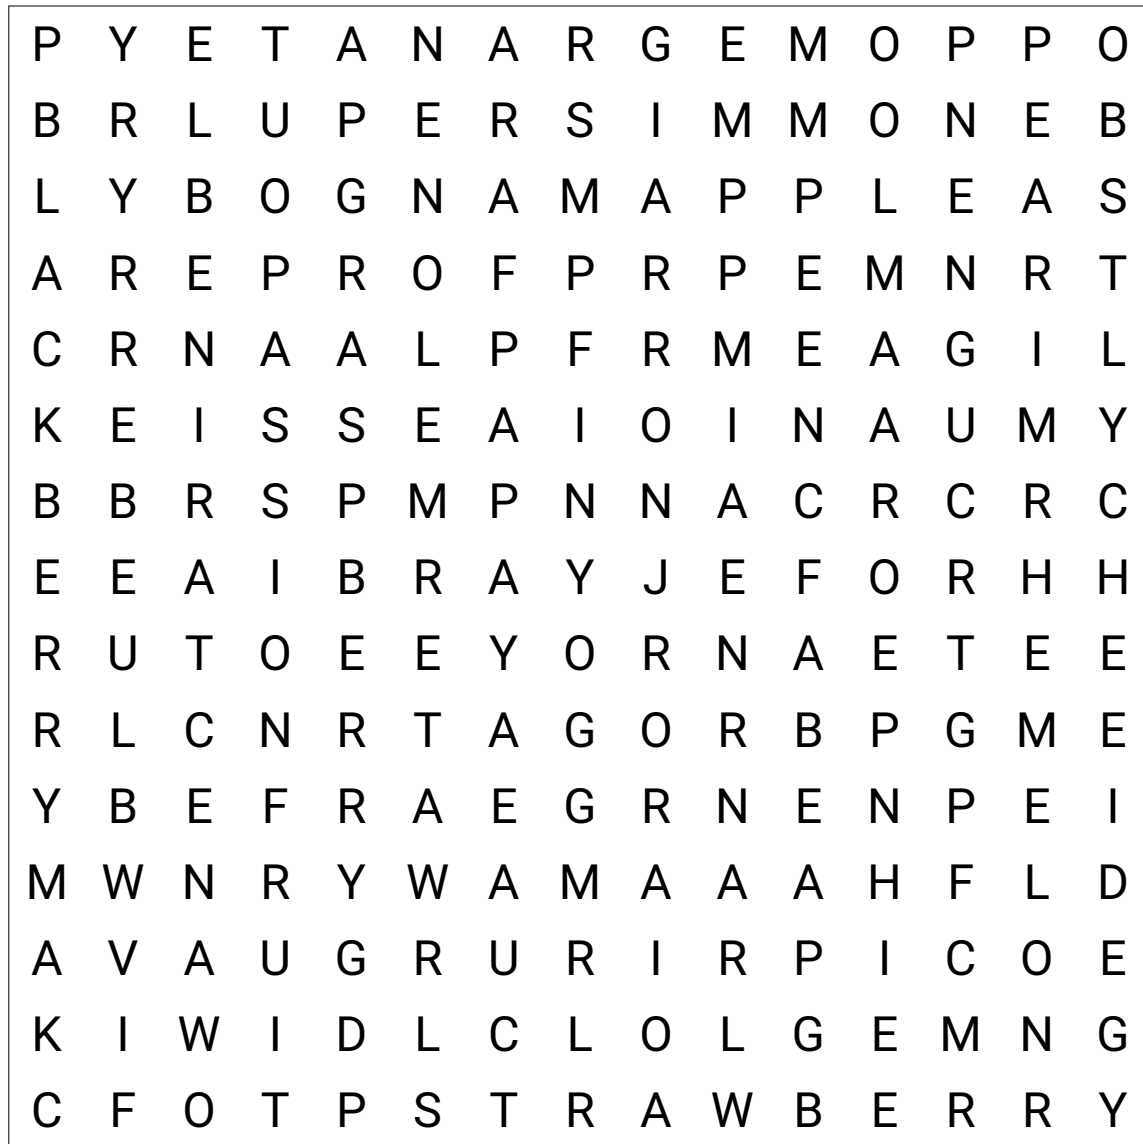 P Y E T A N A R G E M O P P O
B R L U P E R S I M M O N E B
L Y B O G N A M A P P L E A S
A R E P R O F P R P E M N R T
C R N A A L P F R M E A G I L
K E I S S E A I O I N A U M Y
B B R S P M P N N A C R C R C
E E A I B R A Y J E F O R H H
R U T O E E Y O R N A E T E E
R L C N R T A G O R B P G M E
Y B E F R A E G R N E N P E I
M W N R Y W A M A A A H F L D
A V A U G R U R I R P I C O E
K I W I D L C L O L G E M N G
C F O T P S T R A W B E R R Y